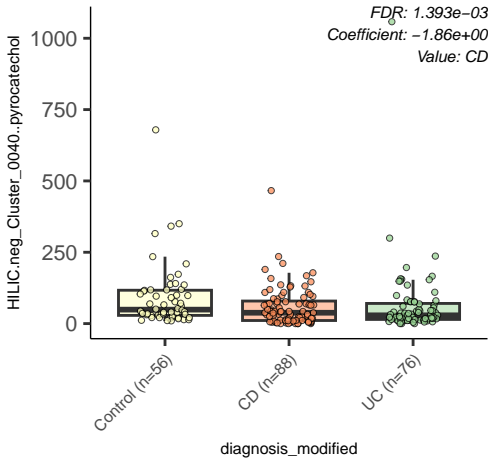 FDR: 1.393e−03
Coefficient: −1.86e+00
Value: CD
HILIC.neg_Cluster_0040..pyrocatechol
1000
750
500
250
0
Control (n=56)
CD (n=88)
UC (n=76)
diagnosis_modified